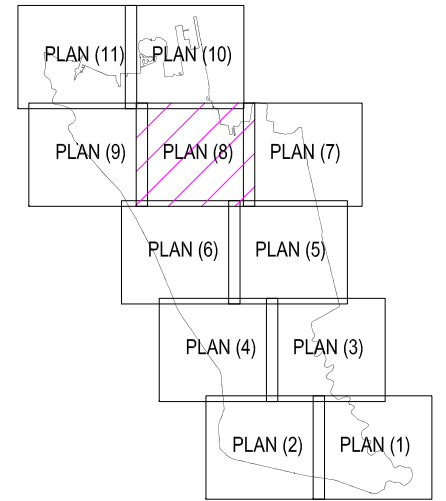 PLAN (11) PLAN (10)
PLAN (9) PLAN (8) PLAN (7)
PLAN (6) PLAN (5)
PLAN (4) PLAN (3)
PLAN (2) PLAN (1)